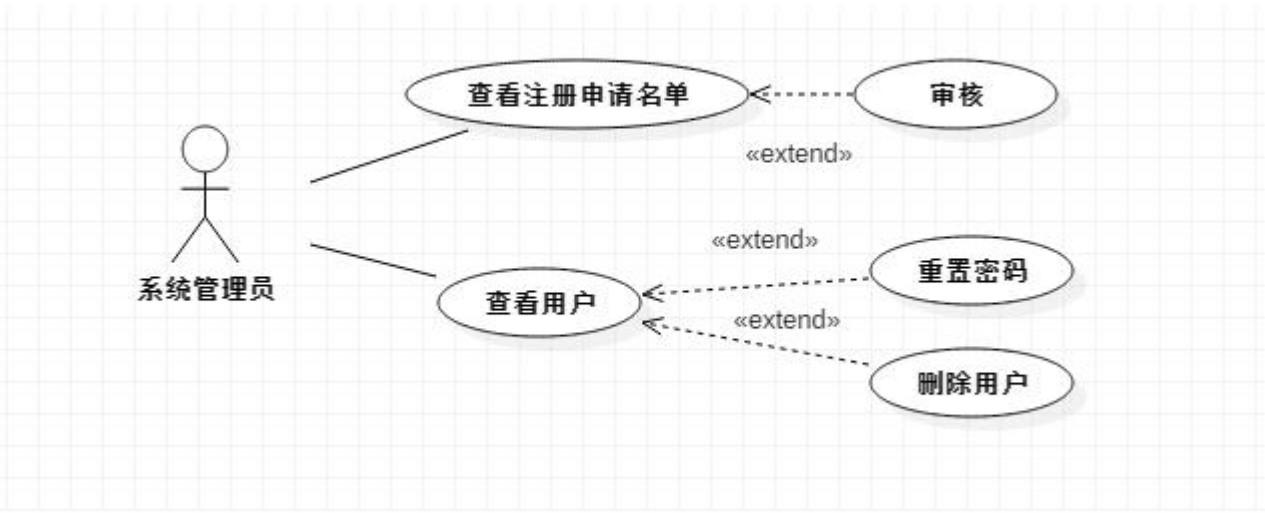 查看注册申请名单
审核
«extend»
系统管理员
«extend»
重置密码
查看用户
«extend»
删除用户